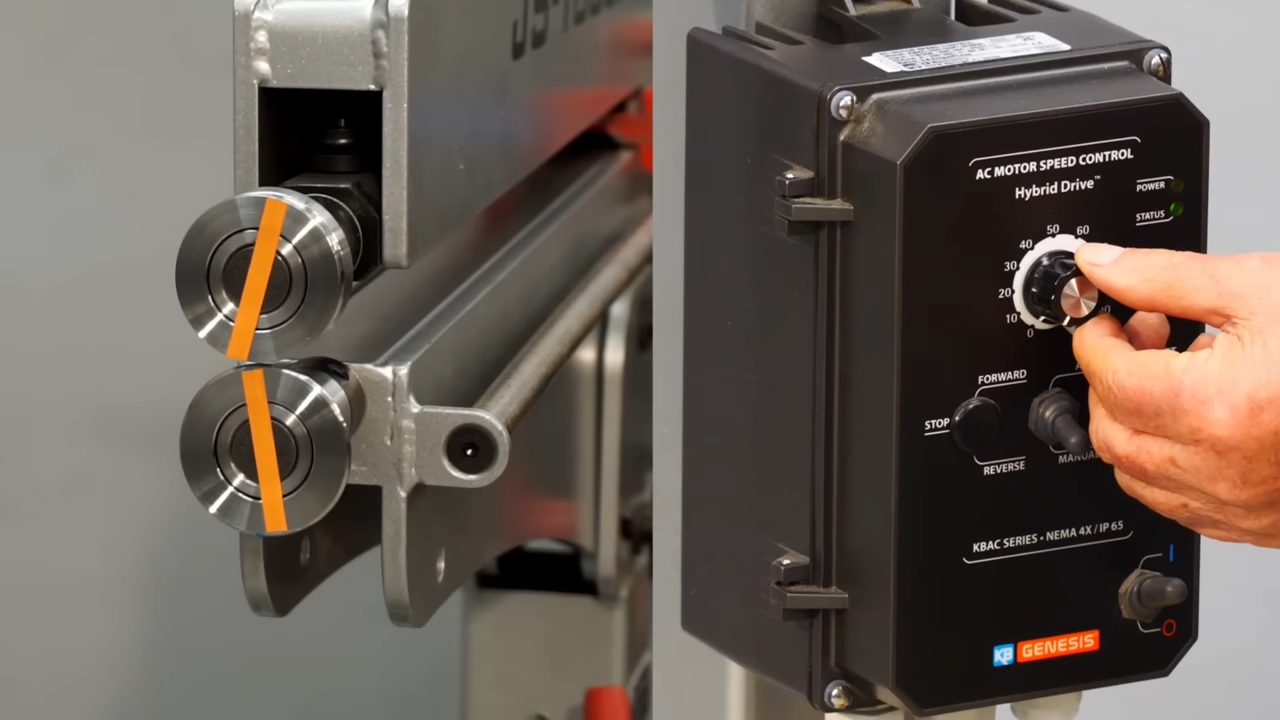 AC MOTOR SPEED CONTROL
Hybrid Drive™
POWER
STATUS
50 60
40
30
20
10
0
FORWARD
STOP
REVERSE
KBAC SERIES • NEMA 4X / IP 65
I
O
KB GENESIS